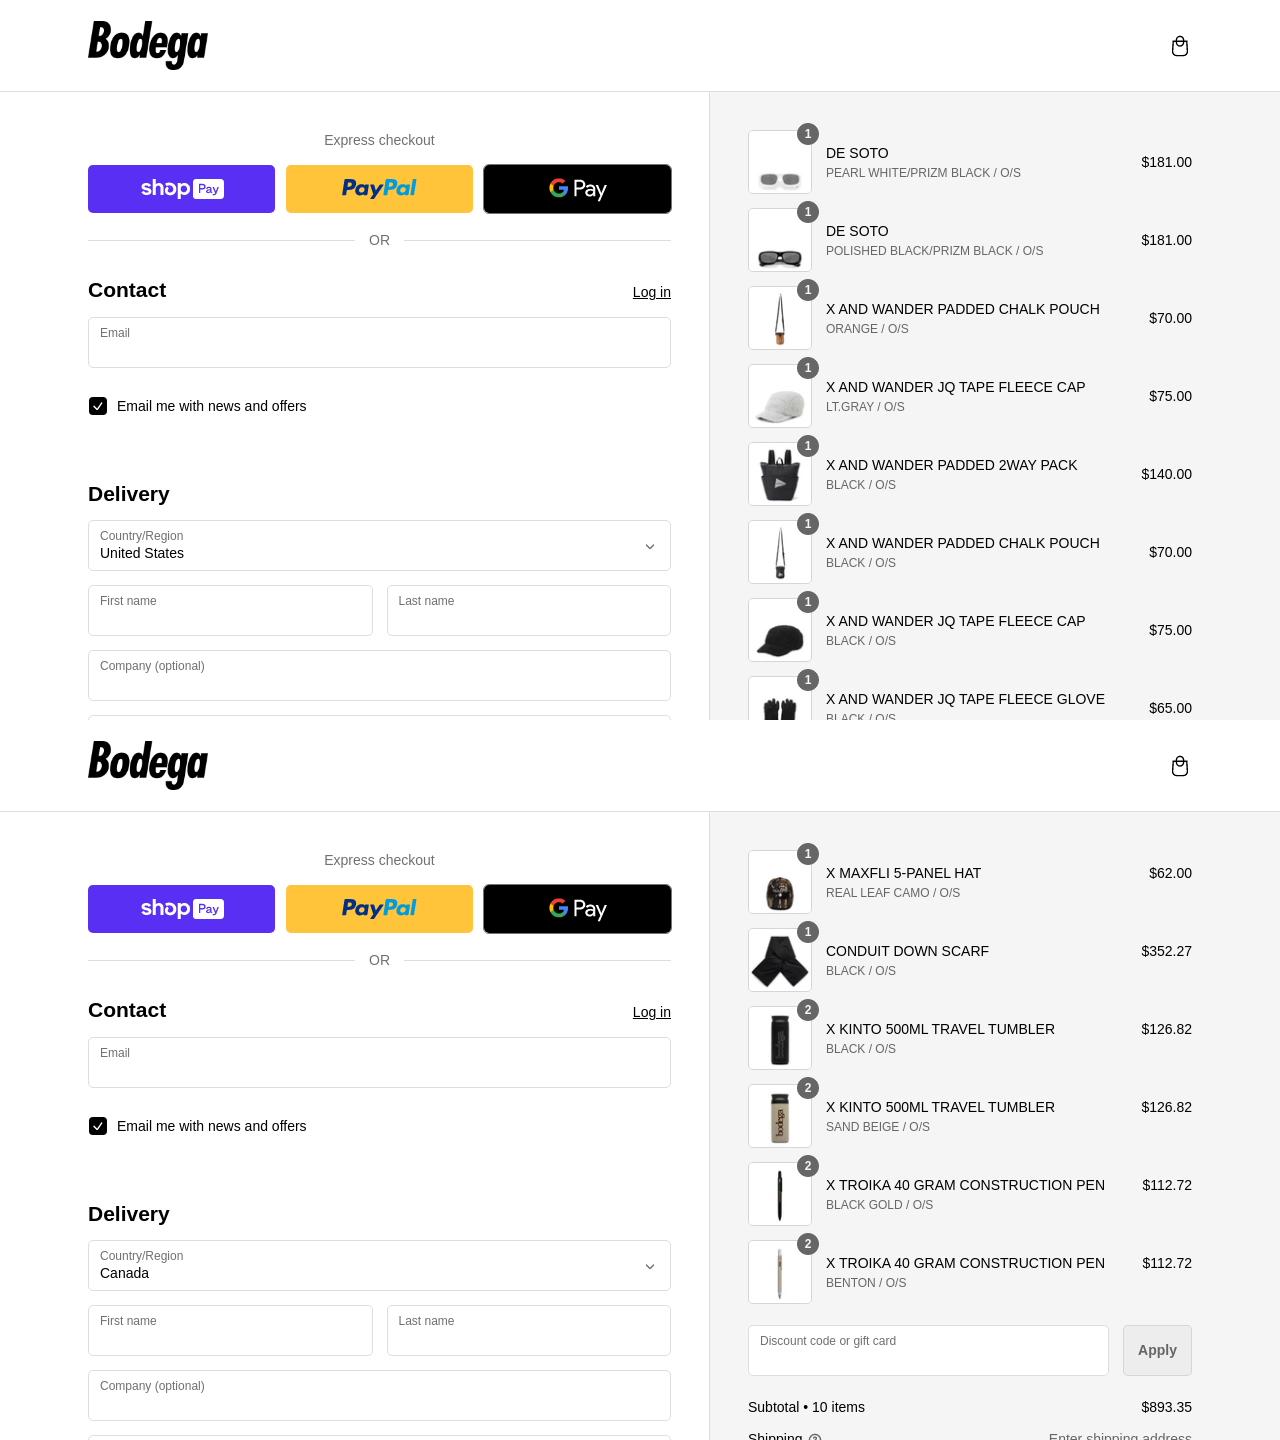 Bodega
Express checkout
shop Pay
PayPal
G Pay
OR
Contact
Log in
Email
Email me with news and offers
Delivery
Country/Region
United States
First name
Last name
Company (optional)
1
DE SOTO
PEARL WHITE/PRIZM BLACK / O/S
$181.00
1
DE SOTO
POLISHED BLACK/PRIZM BLACK / O/S
$181.00
1
X AND WANDER PADDED CHALK POUCH
ORANGE / O/S
$70.00
1
X AND WANDER JQ TAPE FLEECE CAP
LT.GRAY / O/S
$75.00
1
X AND WANDER PADDED 2WAY PACK
BLACK / O/S
$140.00
1
X AND WANDER PADDED CHALK POUCH
BLACK / O/S
$70.00
1
X AND WANDER JQ TAPE FLEECE CAP
BLACK / O/S
$75.00
1
X AND WANDER JQ TAPE FLEECE GLOVE
BLACK / O/S
$65.00
Bodega
Express checkout
shop Pay
PayPal
G Pay
OR
Contact
Log in
Email
Email me with news and offers
Delivery
Country/Region
Canada
First name
Last name
Company (optional)
1
X MAXFLI 5-PANEL HAT
REAL LEAF CAMO / O/S
$62.00
1
CONDUIT DOWN SCARF
BLACK / O/S
$352.27
2
X KINTO 500ML TRAVEL TUMBLER
BLACK / O/S
$126.82
2
bodega
X KINTO 500ML TRAVEL TUMBLER
SAND BEIGE / O/S
$126.82
2
X TROIKA 40 GRAM CONSTRUCTION PEN
BLACK GOLD / O/S
$112.72
2
X TROIKA 40 GRAM CONSTRUCTION PEN
BENTON / O/S
$112.72
Discount code or gift card
Apply
Subtotal • 10 items
$893.35
Shipping
Enter shipping address